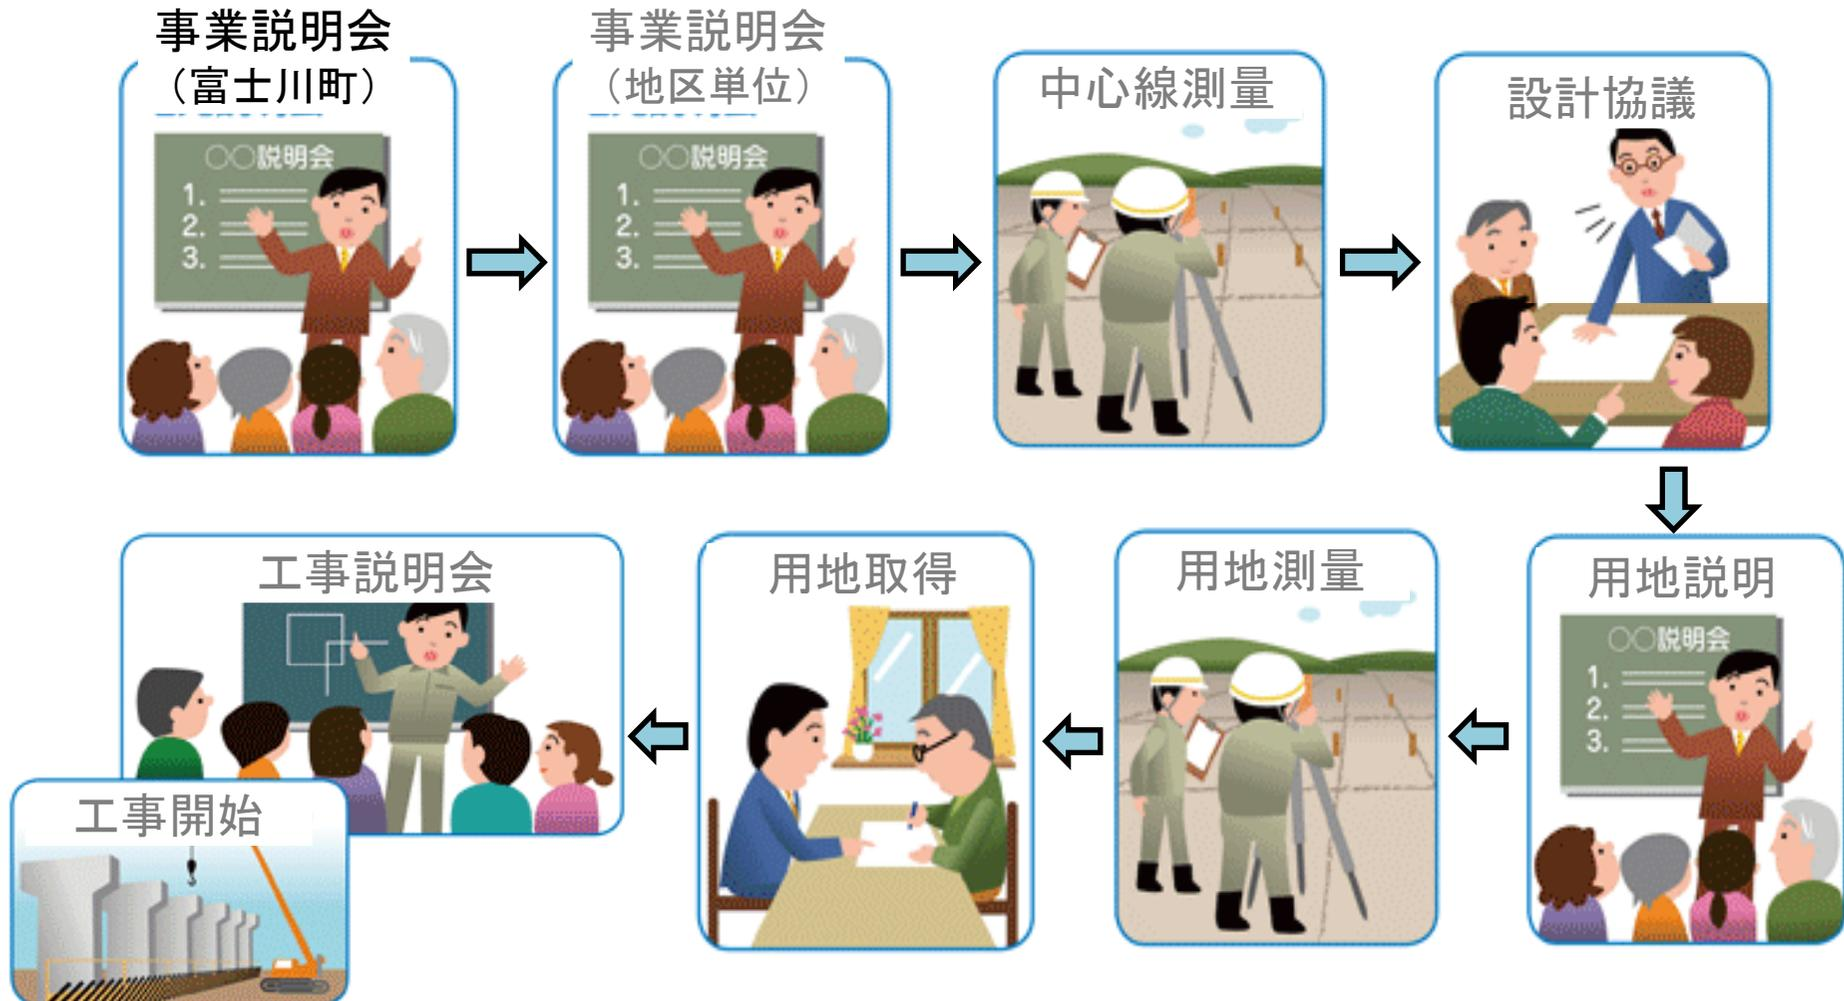 事業説明会
（富士川町）
○○説明会
1.
2.
3.
事業説明会
（地区単位）
○○説明会
1.
2.
3.
中心線測量
設計協議
用地説明
○○説明会
1.
2.
3.
用地測量
用地取得
工事説明会
工事開始